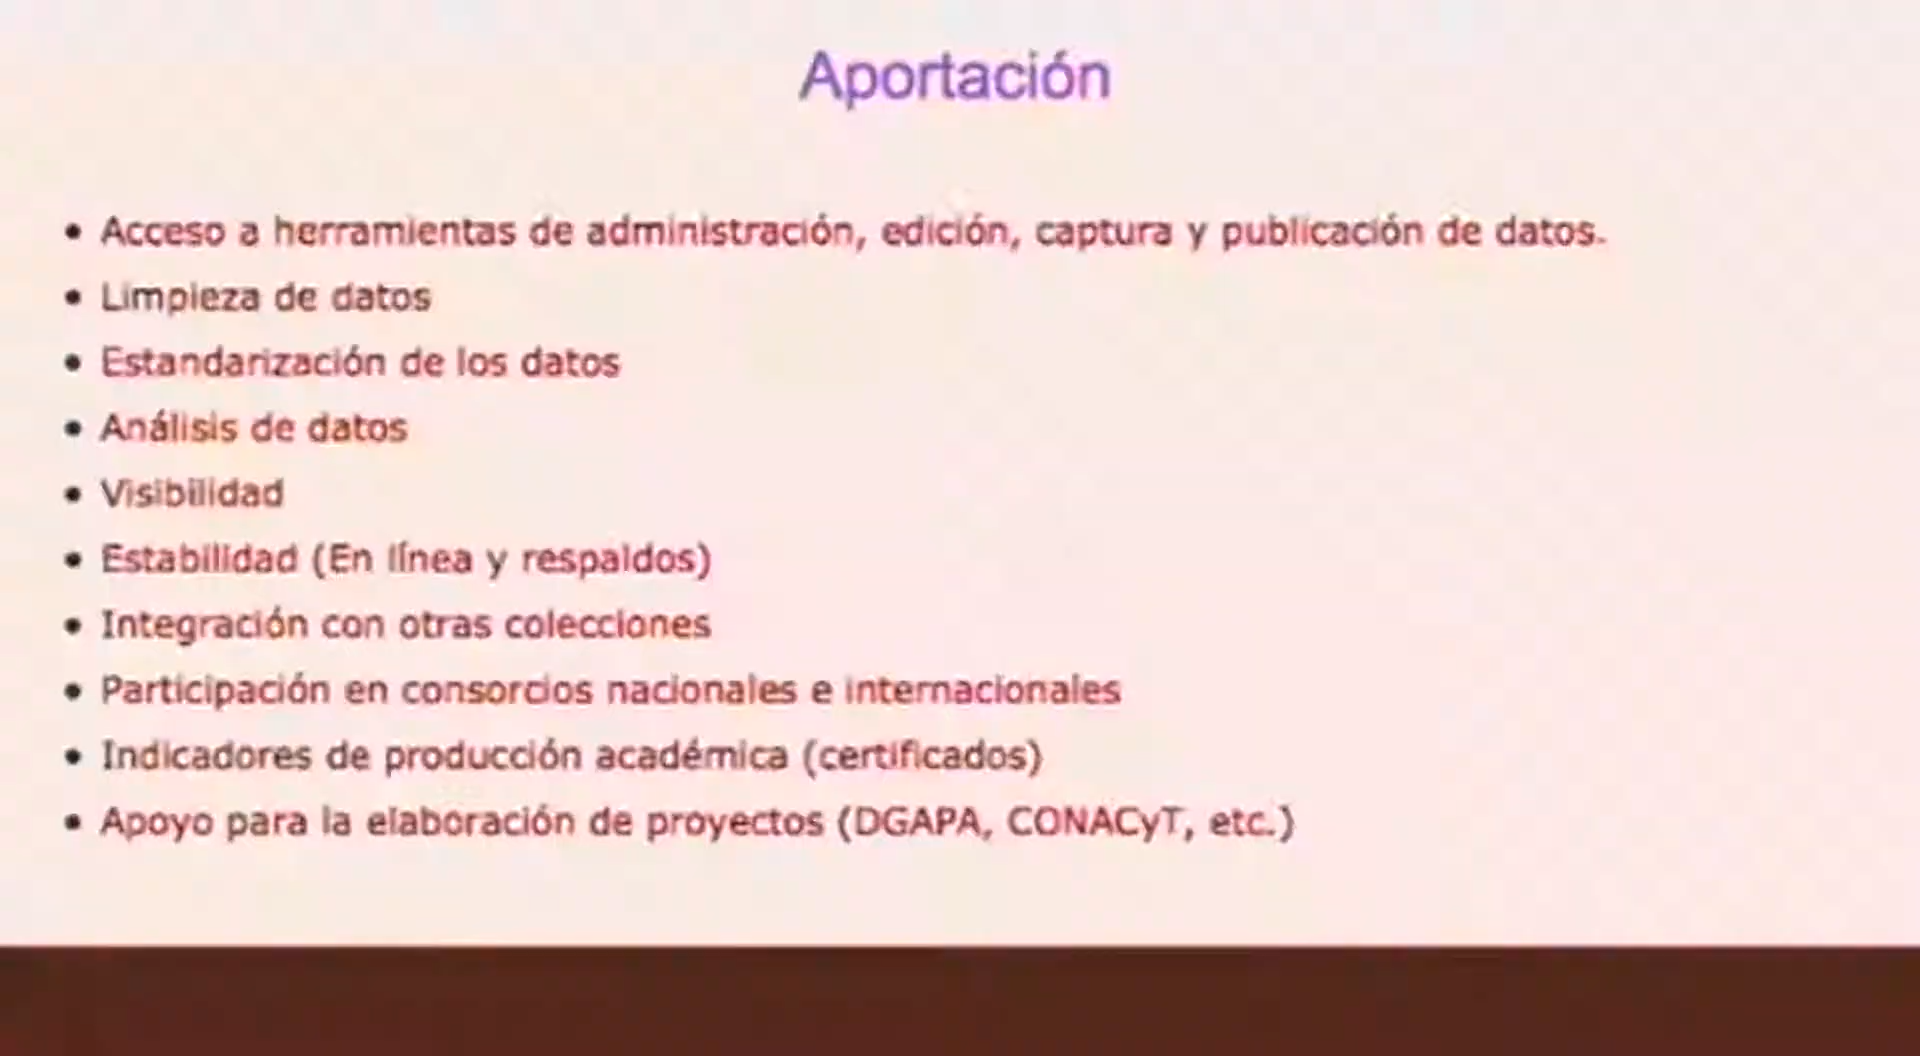 Aportación
• Acceso a herramientas de administración, edición, captura y publicación de datos.
• Limpieza de datos
• Estandarización de los datos
• Análisis de datos
• Visibilidad
• Estabilidad (En línea y respaldos)
• Integración con otras colecciones
• Participación en consorcios nacionales e internacionales
• Indicadores de producción académica (certificados)
• Apoyo para la elaboración de proyectos (DGAPA, CONACyT, etc.)